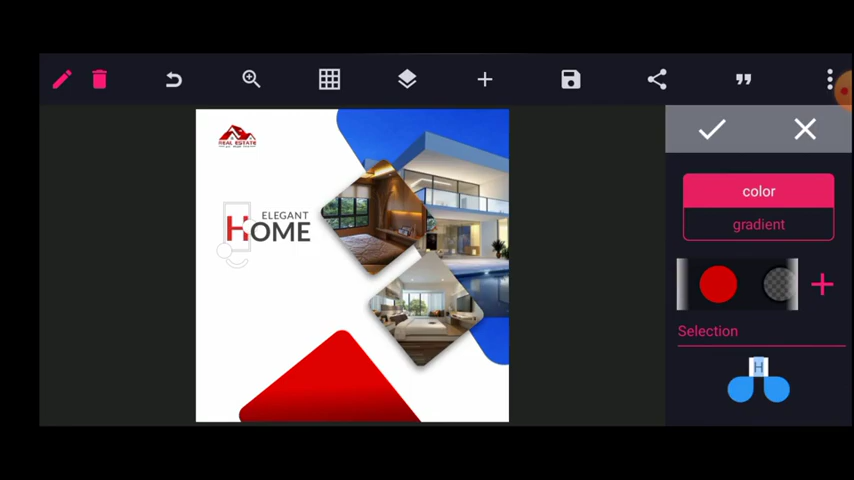 REAL ESTATE
ELEGANT
HOME
color
gradient
Selection
H